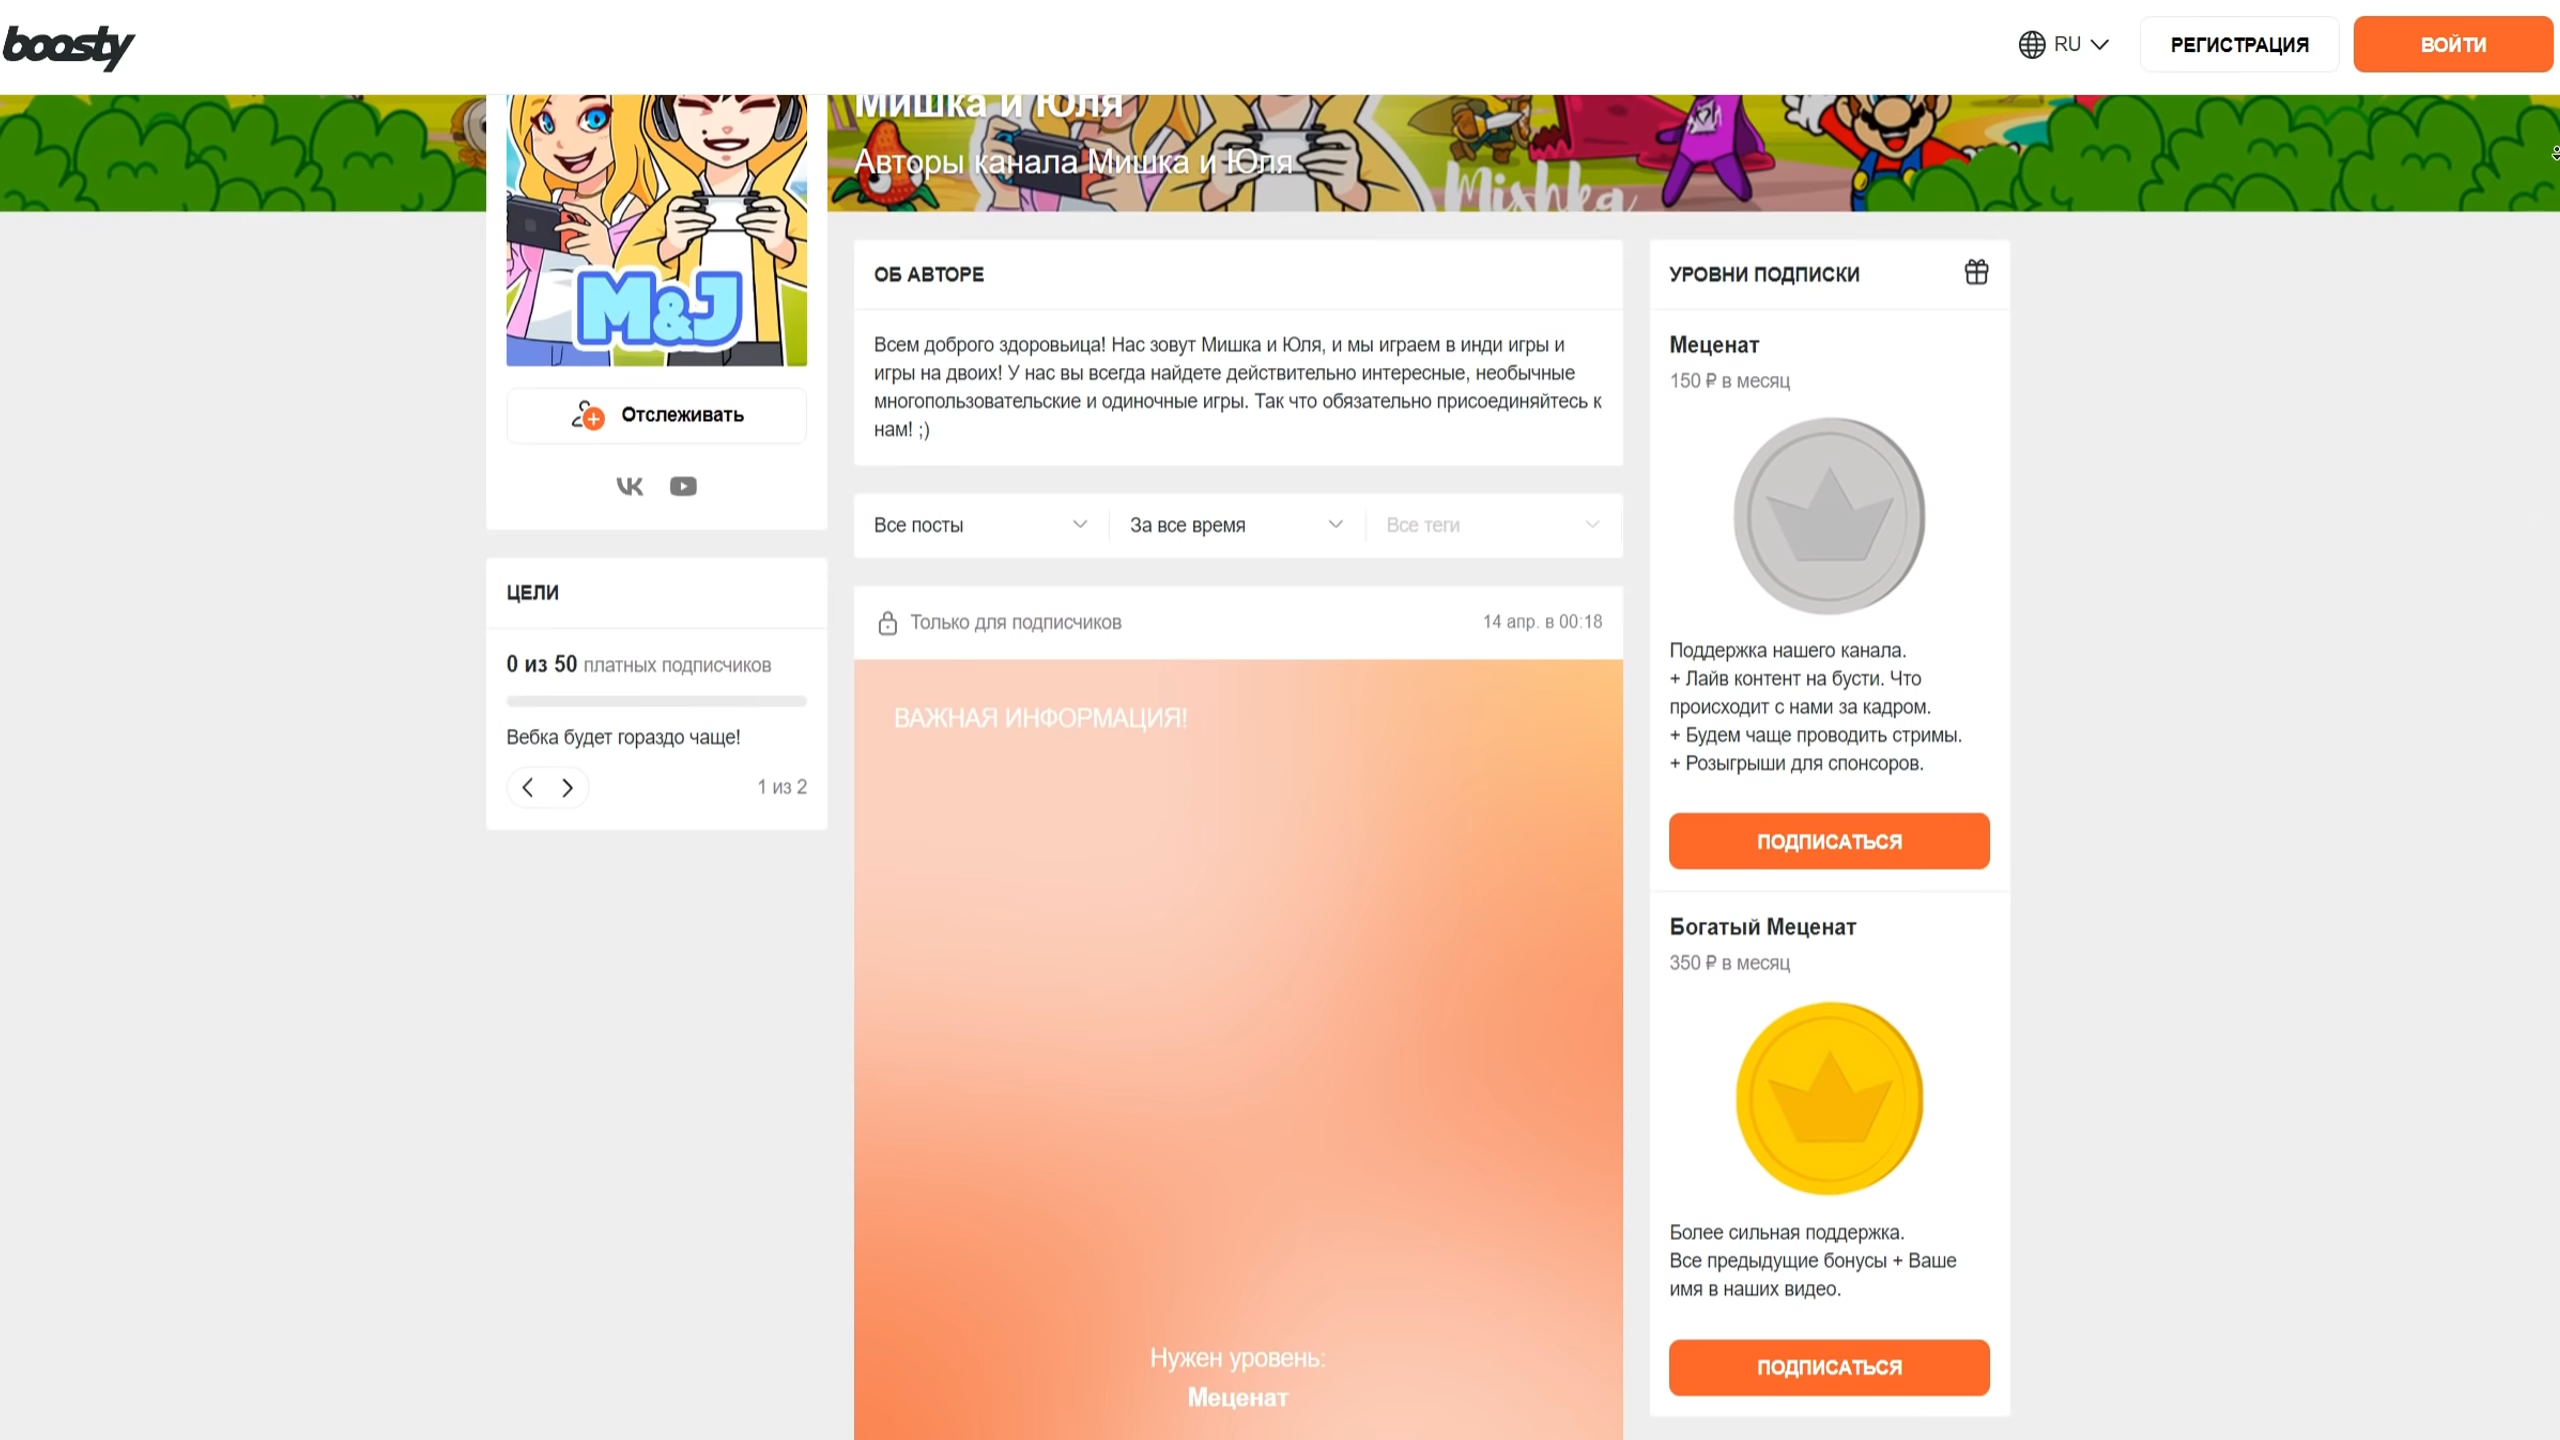 boosty
RU
РЕГИСТРАЦИЯ
ВОЙТИ
Мишка и Юля
Авторы канала Мишка и Юля
Mishka
M&J
Отслеживать
ЦЕЛИ
0 из 50 платных подписчиков
Вебка будет гораздо чаще!
1 из 2
ОБ АВТОРЕ
Всем доброго здоровьица! Нас зовут Мишка и Юля, и мы играем в инди игры и
игры на двоих! У нас вы всегда найдете действительно интересные, необычные
многопользовательские и одиночные игры. Так что обязательно присоединяйтесь к
нам! ;)
Все посты
За все время
Все теги
Только для подписчиков
14 апр. в 00:18
ВАЖНАЯ ИНФОРМАЦИЯ!
Нужен уровень:
Меценат
УРОВНИ ПОДПИСКИ
Меценат
150 ₽ в месяц
Поддержка нашего канала.
+ Лайв контент на бусти. Что
происходит с нами за кадром.
+ Будем чаще проводить стримы.
+ Розыгрыши для спонсоров.
ПОДПИСАТЬСЯ
Богатый Меценат
350 ₽ в месяц
Более сильная поддержка.
Все предыдущие бонусы + Ваше
имя в наших видео.
ПОДПИСАТЬСЯ